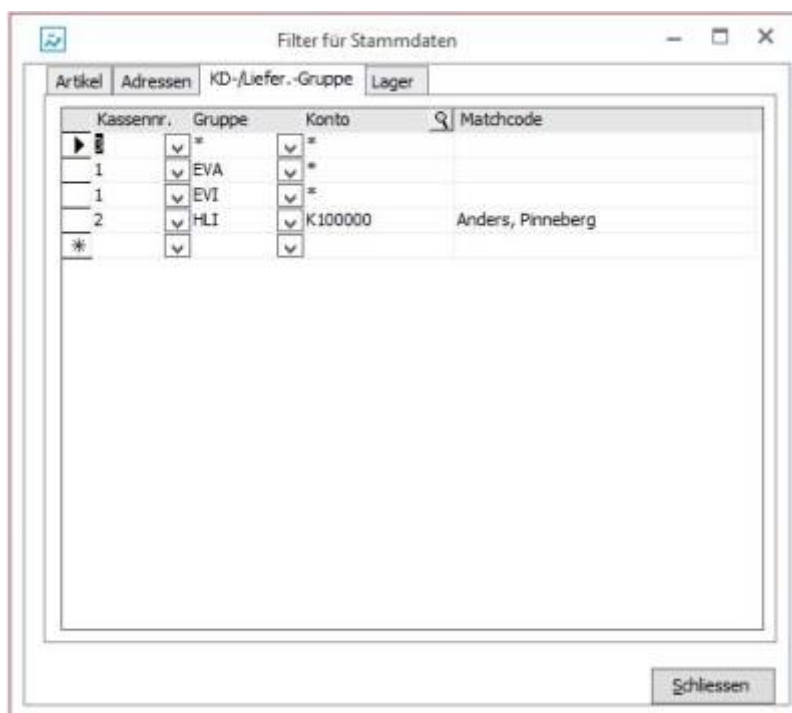 Filter für Stammdaten
Artikel Adressen KD-/Liefer.-Gruppe Lager
Kassennr. Gruppe Konto Matchcode
* *
1 EVA *
1 EVI *
2 HLI K100000 Anders, Pinneberg
*
Schliessen